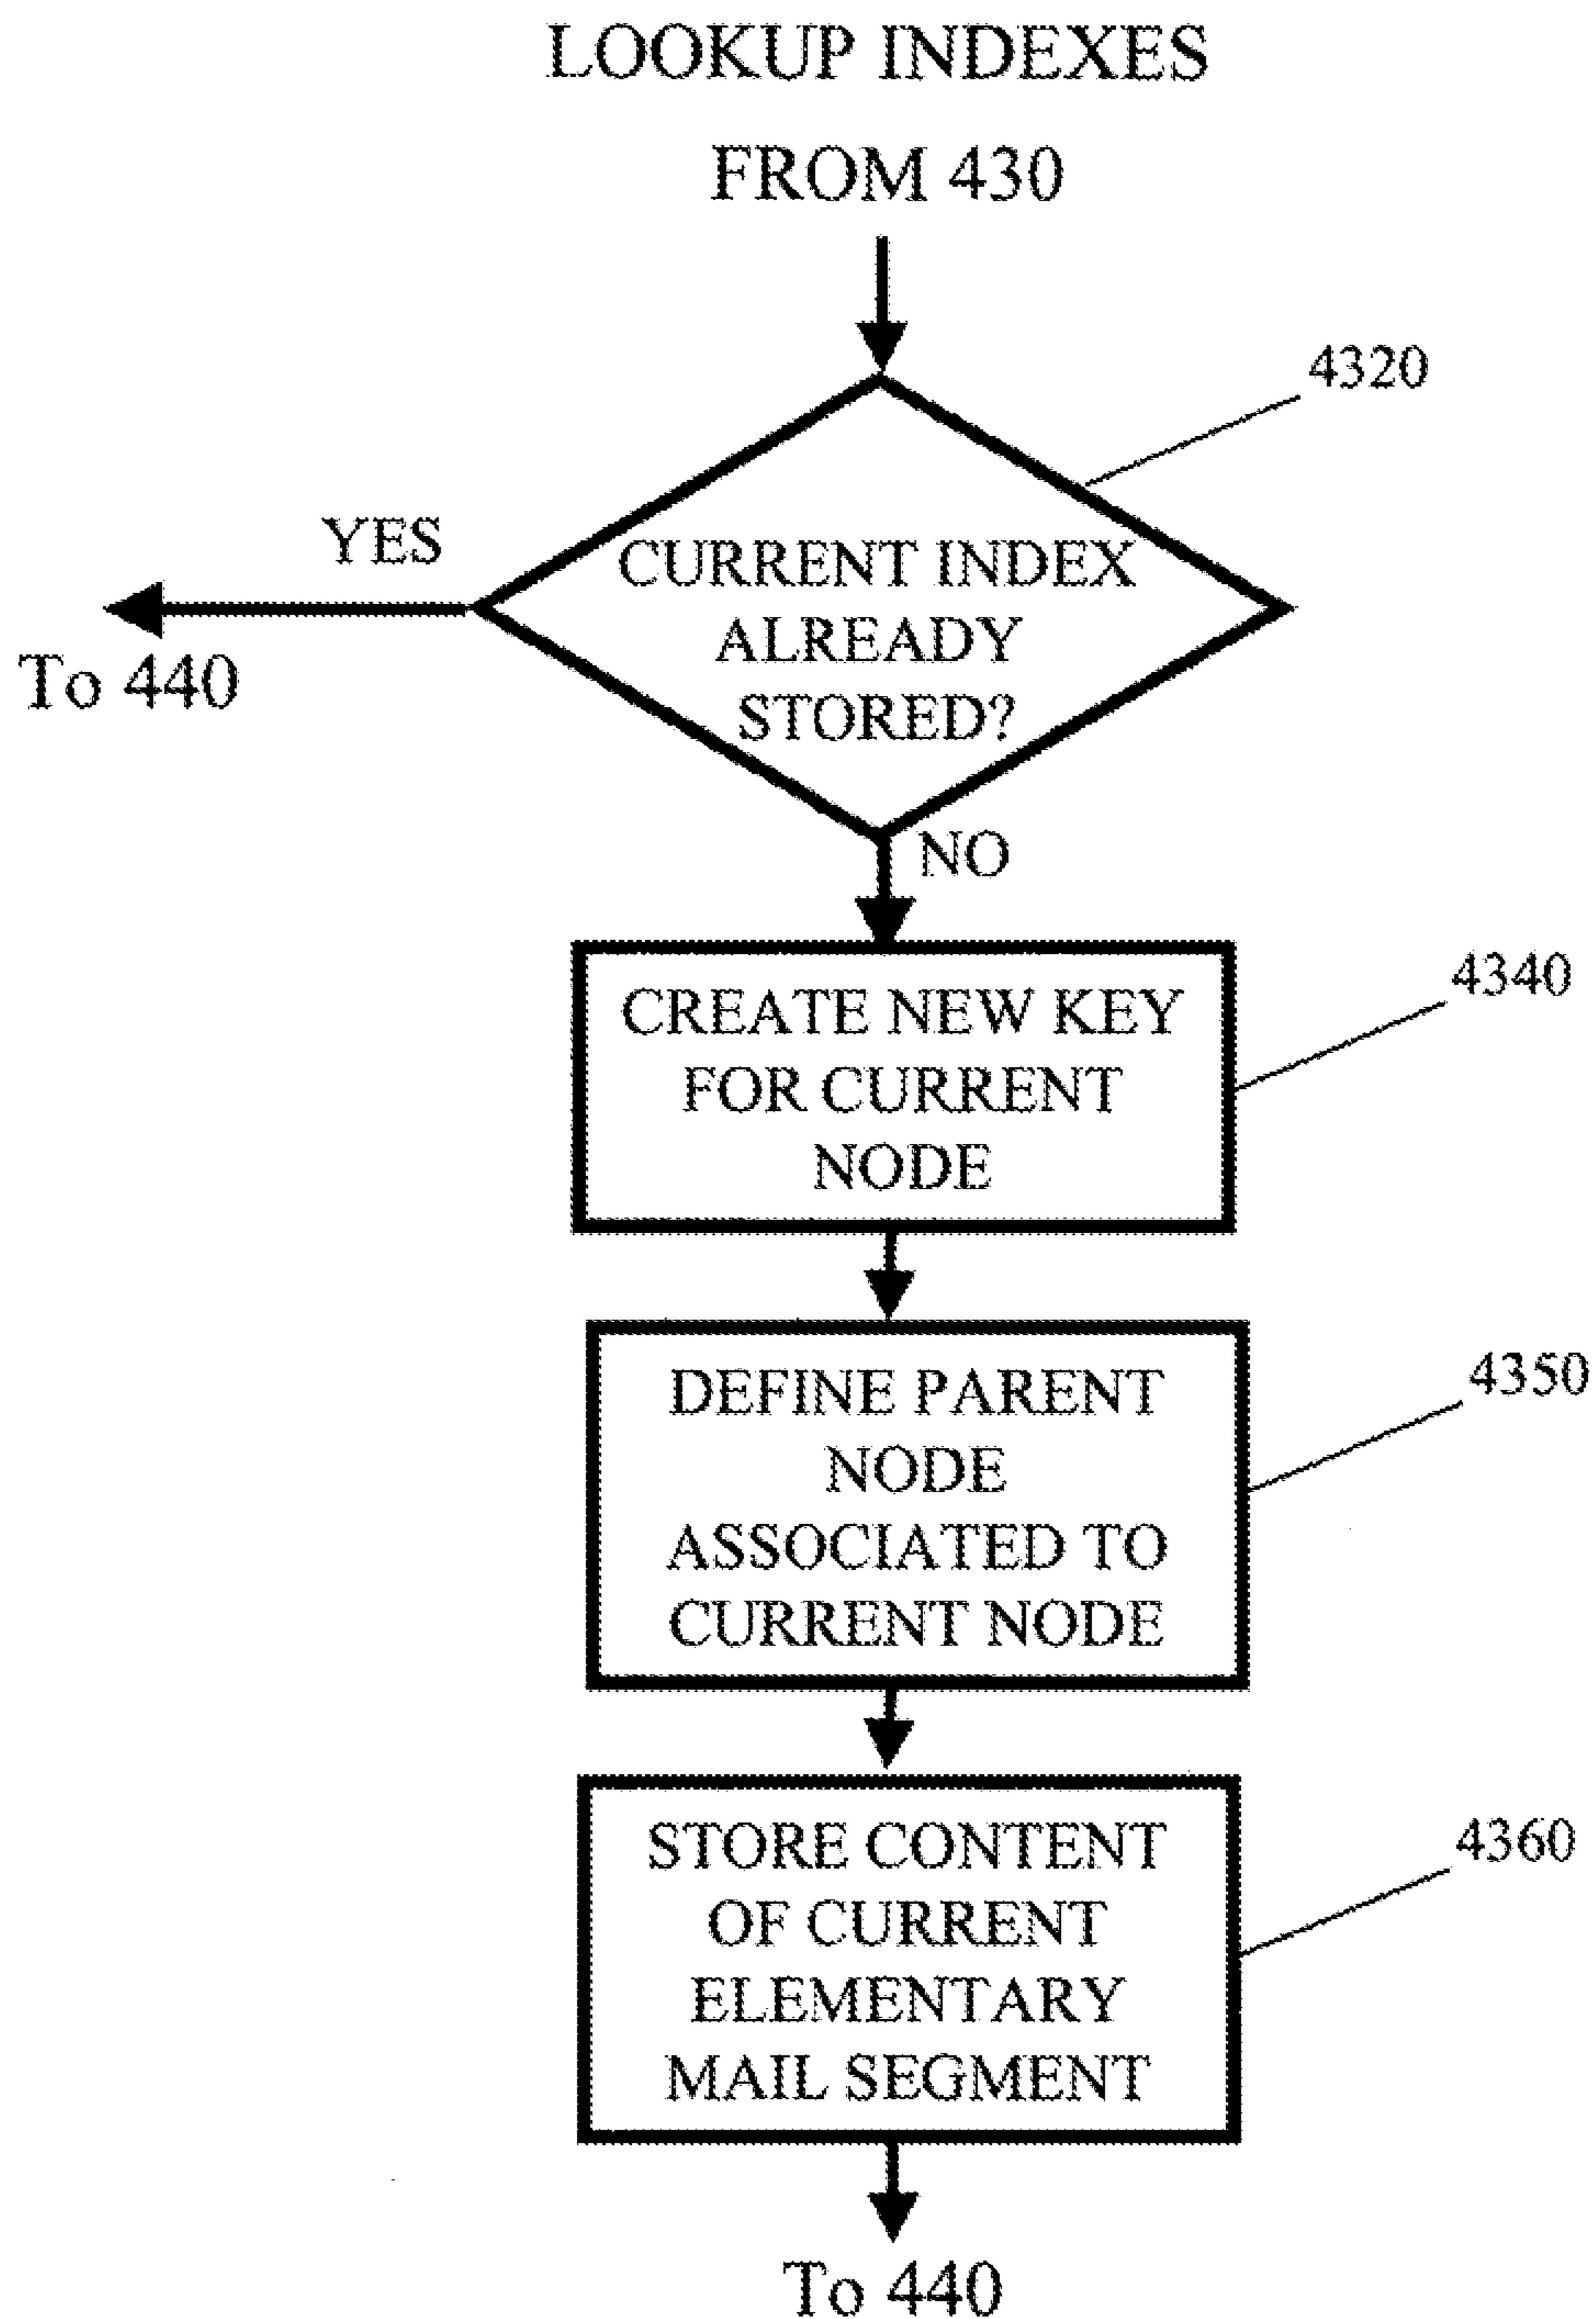 LOOKUP INDEXES
FROM 430
4320
YES
CURRENT INDEX
ALREADY
STORED?
To 440
NO
4340
CREATE NEW KEY
FOR CURRENT
NODE
4350
DEFINE PARENT
NODE
ASSOCIATED TO
CURRENT NODE
4360
STORE CONTENT
OF CURRENT
ELEMENTARY
MAIL SEGMENT
To 440